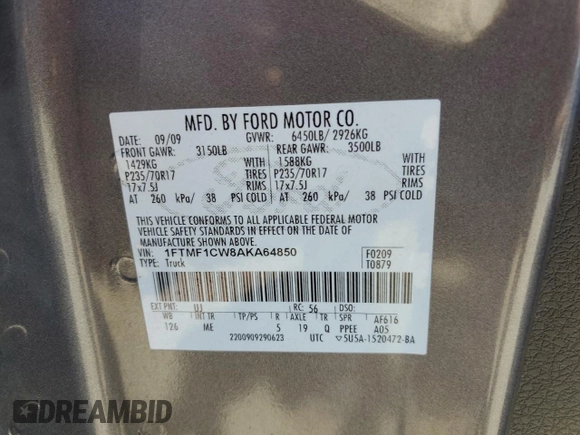 MFD. BY FORD MOTOR CO.
DATE: 09/09 GVWR: 6450LB/ 2926KG
FRONT GAWR: 3150LB REAR GAWR: 3500LB
1429KG WITH 1588KG WITH
P235/70R17 TIRES P235/70R17 TIRES
17x7.5J RIMS 17x7.5J RIMS
AT 260 kPa/ 38 PSI COLD AT 260 kPa/ 38 PSI COLD
THIS VEHICLE CONFORMS TO ALL APPLICABLE FEDERAL MOTOR
VEHICLE SAFETY STANDARDS IN EFFECT ON THE DATE OF
MANUFACTURE SHOWN ABOVE.
VIN: 1FTMF1CW8AKA64850 F0209
TYPE: Truck T0879
EXT PNT: UJ RC: 56 DSO:
WB INT TR TP/PS R AXLE TR SPR AF616
126 ME 5 19 Q PPEE A05
2200909290623 UTC ▽5U5A-1520472-BA
DREAMBID